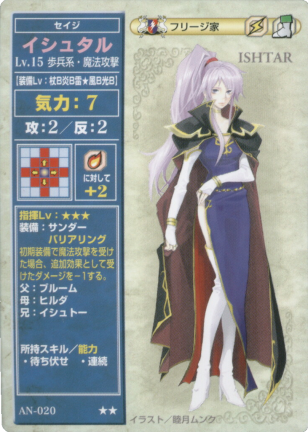 セイジ
イシュタル
Lv.15 歩兵系・魔法攻撃
[装備Lv：杖B炎B雷★風B光B]
気力：7
攻：2／反：2
に対して
+2
指揮Lv：★★★
装備：サンダー
バリアリング
初期装備で魔法攻撃を受け
た場合、追加効果として受
けたダメージを−1する。
父：ブルーム
母：ヒルダ
兄：イシュトー
所持スキル／能力
・待ち伏せ ・連続
AN-020
★★
フリージ家
ISHTAR
イラスト／睦月ムンク